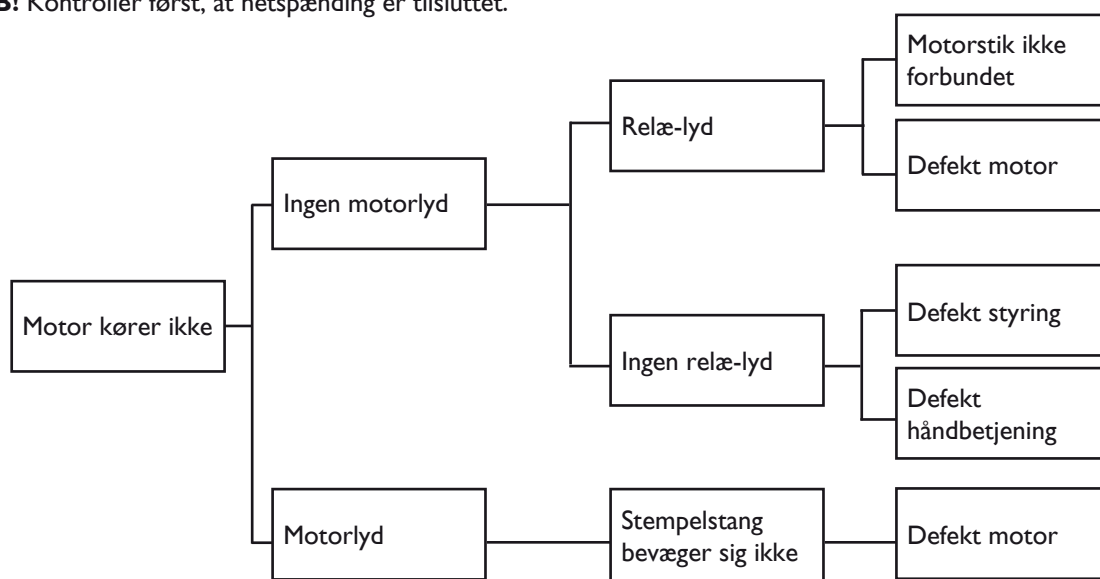 B! Kontroller først, at netspænding er tilsluttet.
Motorstik ikke
forbundet
Relæ-lyd
Defekt motor
Ingen motorlyd
Motor kører ikke
Defekt styring
Ingen relæ-lyd
Defekt
håndbetjening
Motorlyd
Stempelstang
bevæger sig ikke
Defekt motor